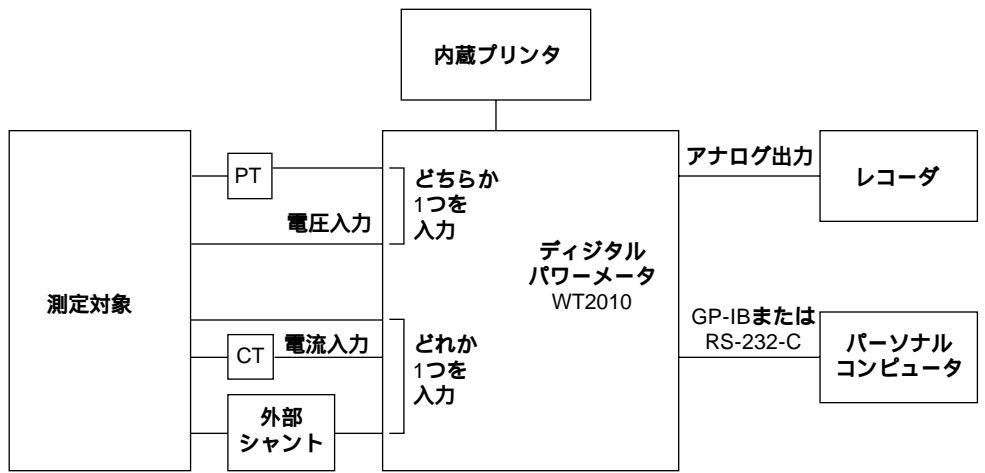 内蔵プリンタ
測定対象
PT
電圧入力
どちらか
1つを
入力
CT
電流入力
どれか
1つを
入力
外部
シャント
ディジタル
パワーメータ
WT2010
アナログ出力
レコーダ
GP-IBまたは
RS-232-C
パーソナル
コンピュータ